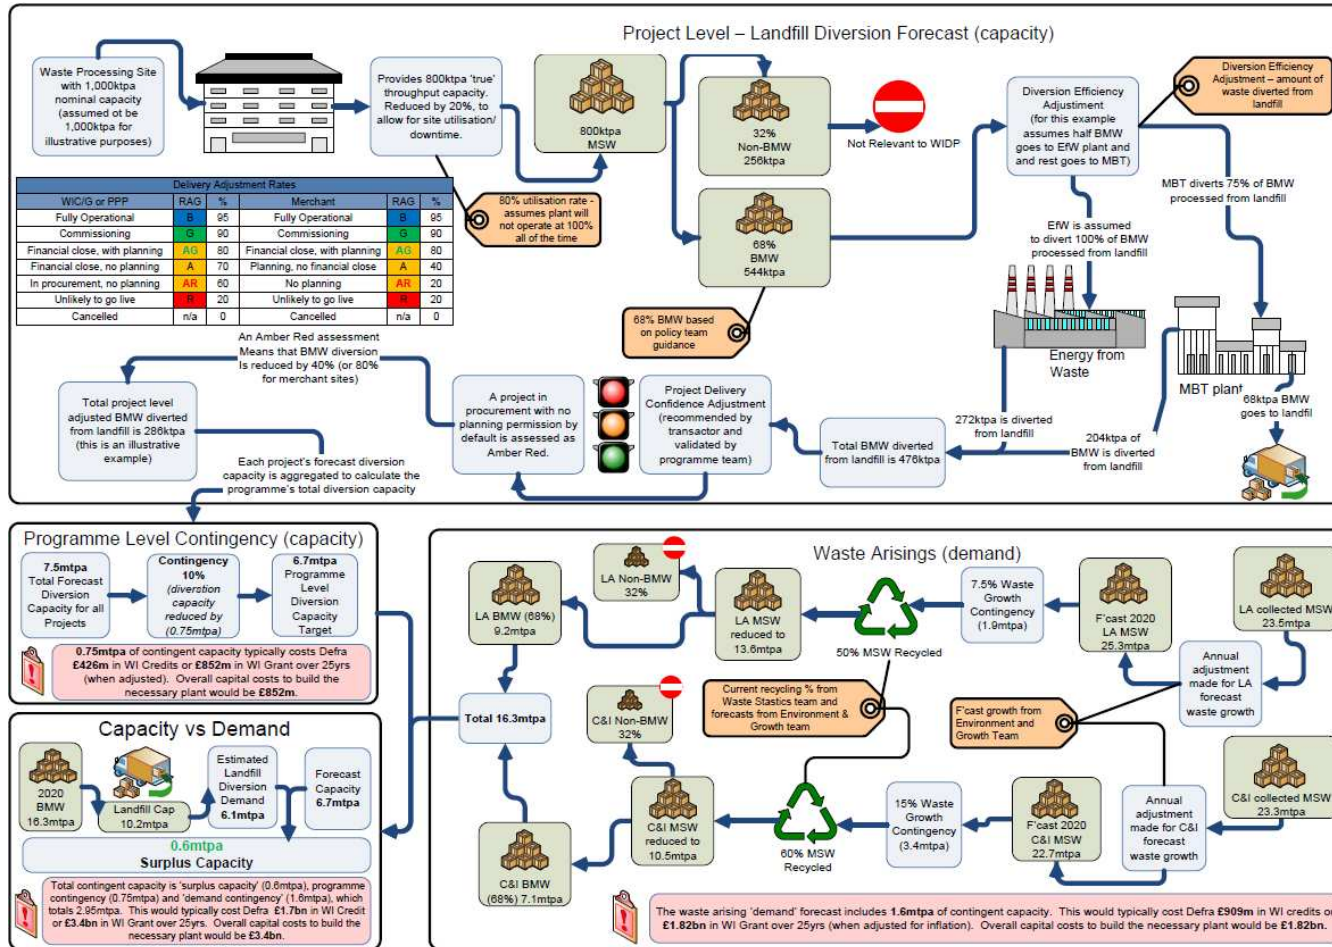 Project Level – Landfill Diversion Forecast (capacity)
Waste Processing Site
with 1,000ktpa
nominal capacity
(assumed ot be
1,000ktpa for
illustrative purposes)
Provides 800ktpa 'true'
throughput capacity.
Reduced by 20%, to
allow for site utilisation/
downtime.
800ktpa
MSW
32%
Non-BMW
256ktpa
Not Relevant to WIDP
68%
BMW
544ktpa
Diversion Efficiency
Adjustment
(for this example
assumes half BMW
goes to EfW plant and
and rest goes to MBT)
Diversion Efficiency
Adjustment – amount of
waste diverted from
landfill
80% utilisation rate -
assumes plant will
not operate at 100%
all of the time
68% BMW based
on policy team
guidance
MBT diverts 75% of BMW
processed from landfill
EfW is assumed
to divert 100% of BMW
processed from landfill
Energy from
Waste
MBT plant
68ktpa BMW
goes to landfil
Delivery Adjustment Rates
WIC/G or PPP RAG % Merchant RAG %
Fully Operational B 95 Fully Operational B 95
Commissioning G 90 Commissioning G 90
Financial close, with planning AG 80 Financial close, with planning AG 80
Financial close, no planning A 70 Planning, no financial close A 40
In procurement, no planning AR 60 No planning AR 20
Unlikely to go live R 20 Unlikely to go live R 20
Cancelled n/a 0 Cancelled n/a 0
272ktpa is diverted
from landfill
204ktpa of
BMW is diverted
from landfill
Total BMW diverted
from landfill is 476ktpa
Project Delivery
Confidence Adjustment
(recommended by
transactor and
validated by
programme team)
A project in
procurement with no
planning permission by
default is assessed as
Amber Red.
An Amber Red assessment
Means that BMW diversion
Is reduced by 40% (or 80%
for merchant sites)
Total project level
adjusted BMW diverted
from landfill is 286ktpa
(this is an illustrative
example)
Each project's forecast diversion
capacity is aggregated to calculate the
programme's total diversion capacity
Programme Level Contingency (capacity)
7.5mtpa
Total Forecast
Diversion
Capacity for all
Projects
Contingency
10%
(diverstion
capacity
reduced by
(0.75mtpa)
6.7mtpa
Programme
Level
Diversion
Capacity
Target
0.75mtpa of contingent capacity typically costs Defra
£426m in WI Credits or £852m in WI Grant over 25yrs
(when adjusted). Overall capital costs to build the
necessary plant would be £852m.
Capacity vs Demand
2020
BMW
16.3mtpa
Landfill Cap
10.2mtpa
Estimated
Landfill
Diversion
Demand
6.1mtpa
Forecast
Capacity
6.7mtpa
0.6mtpa
Surplus Capacity
Total contingent capacity is 'surplus capacity' (0.6mtpa), programme
contingency (0.75mtpa) and 'demand contingency' (1.6mtpa), which
totals 2.95mtpa. This would typically cost Defra £1.7bn in WI Credit
or £3.4bn in WI Grant over 25yrs. Overall capital costs to build the
necessary plant would be £3.4bn.
Waste Arisings (demand)
LA collected MSW
23.5mtpa
Annual
adjustment
made for LA
forecast
waste growth
F'cast 2020
LA MSW
25.3mtpa
7.5% Waste
Growth
Contingency
(1.9mtpa)
50% MSW Recycled
LA MSW
reduced to
13.6mtpa
LA Non-BMW
32%
LA BMW (68%)
9.2mtpa
Total 16.3mtpa
Current recycling % from
Waste Stastics team and
forecasts from Environment &
Growth team
F'cast growth from
Environment and
Growth Team
C&I collected MSW
23.3mtpa
Annual
adjustment
made for C&I
forecast
waste growth
F'cast 2020
C&I MSW
22.7mtpa
15% Waste
Growth
Contingency
(3.4mtpa)
60% MSW
Recycled
C&I MSW
reduced to
10.5mtpa
C&I Non-BMW
32%
C&I BMW
(68%) 7.1mtpa
The waste arising 'demand' forecast includes 1.6mtpa of contingent capacity. This would typically cost Defra £909m in WI credits or
£1.82bn in WI Grant over 25yrs (when adjusted for inflation). Overall capital costs to build the necessary plant would be £1.82bn.